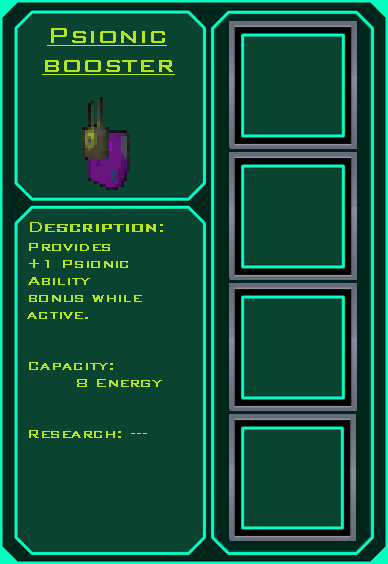 Psionic
Booster
Description:
Provides
+1 Psionic
Ability
bonus while
active.
Capacity:
8 Energy
Research: ---